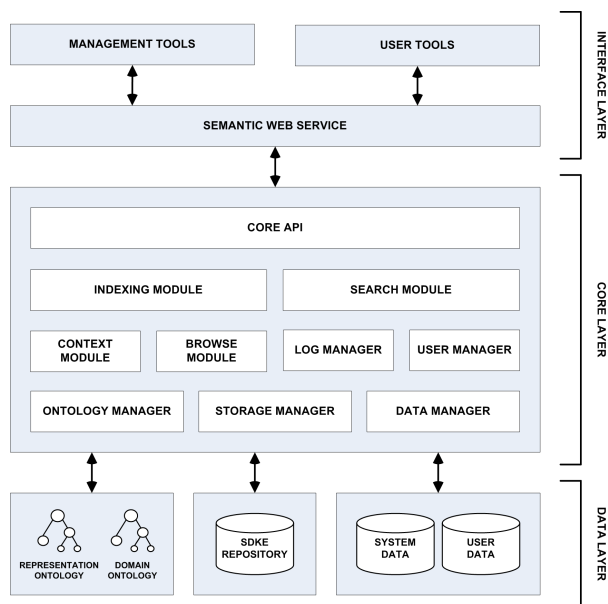 MANAGEMENT TOOLS
USER TOOLS
SEMANTIC WEB SERVICE
INTERFACE LAYER
CORE API
INDEXING MODULE
SEARCH MODULE
CONTEXT
MODULE
BROWSE
MODULE
LOG MANAGER
USER MANAGER
ONTOLOGY MANAGER
STORAGE MANAGER
DATA MANAGER
CORE LAYER
REPRESENTATION
ONTOLOGY
DOMAIN
ONTOLOGY
SDKE
REPOSITORY
SYSTEM
DATA
USER
DATA
DATA LAYER